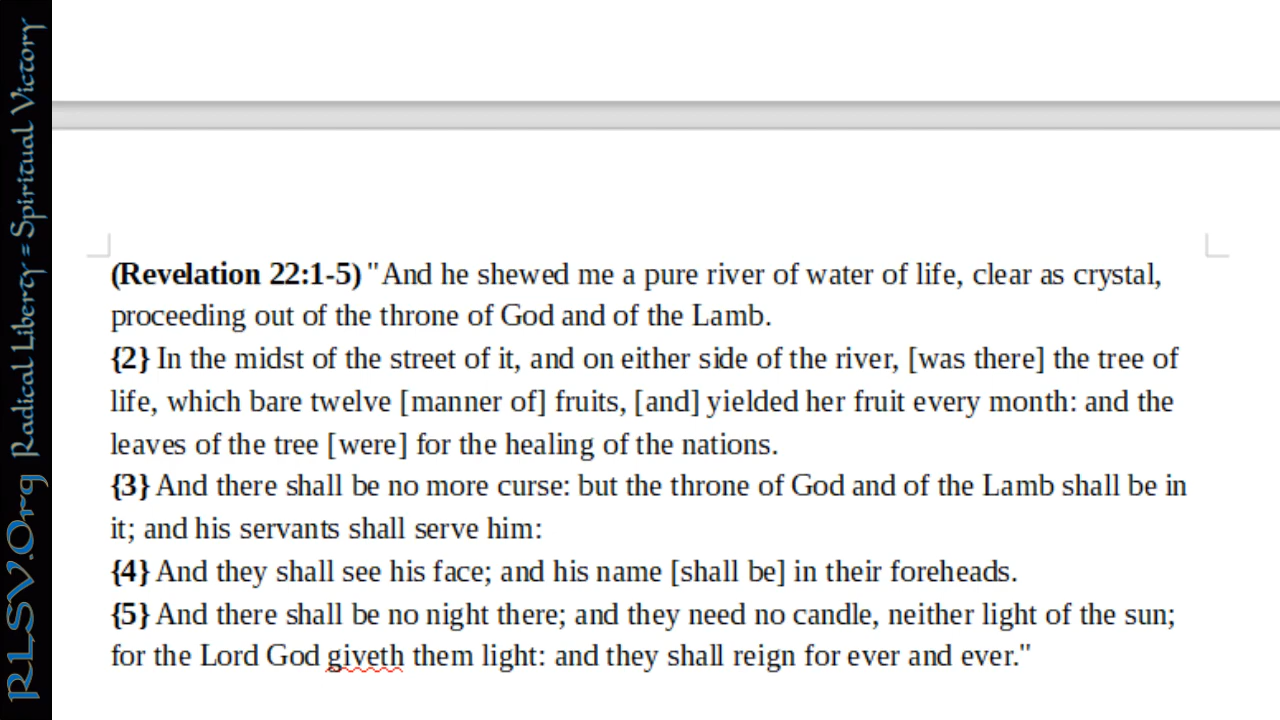 RLSV.Org Radical Liberty = Spiritual Victory
(Revelation 22:1-5) "And he shewed me a pure river of water of life, clear as crystal,
proceeding out of the throne of God and of the Lamb.
{2} In the midst of the street of it, and on either side of the river, [was there] the tree of
life, which bare twelve [manner of] fruits, [and] yielded her fruit every month: and the
leaves of the tree [were] for the healing of the nations.
{3} And there shall be no more curse: but the throne of God and of the Lamb shall be in
it; and his servants shall serve him:
{4} And they shall see his face; and his name [shall be] in their foreheads.
{5} And there shall be no night there; and they need no candle, neither light of the sun;
for the Lord God giveth them light: and they shall reign for ever and ever."